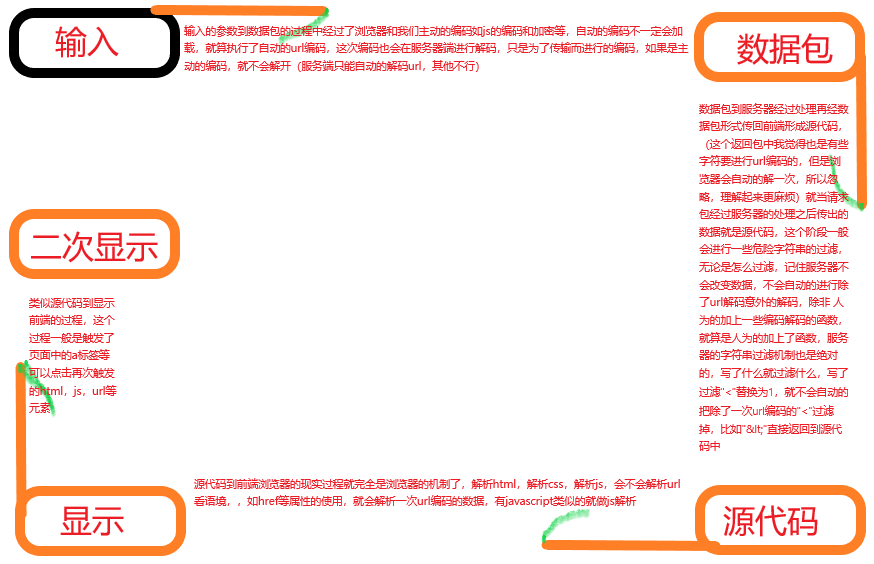 输入
输入的参数到数据包的过程中经过了浏览器和我们主动的编码如js的编码和加密等，自动的编码不一定会加
载，就算执行了自动的url编码，这次编码也会在服务器端进行解码，只是为了传输而进行的编码，如果是主
动的编码，就不会解开（服务端只能自动的解码url，其他不行）
数据包
数据包到服务器经过处理再经数
据包形式传回前端形成源代码，
（这个返回包中我觉得也是有些
字符要进行url编码的，但是浏
览器会自动的解一次，所以忽
略，理解起来更麻烦）就当请求
包经过服务器的处理之后传出的
数据就是源代码，这个阶段一般
会进行一些危险字符串的过滤，
无论是怎么过滤，记住服务器不
会改变数据，不会自动的进行除
了url解码意外的解码，除非 人
为的加上一些编码解码的函数，
就算是人为的加上了函数，服务
器的字符串过滤机制也是绝对
的，写了什么就过滤什么，写了
过滤"<"替换为1，就不会自动的
把除了一次url编码的"<"过滤
掉，比如"&lt;"直接返回到源代
码中
二次显示
类似源代码到显示
前端的过程，这个
过程一般是触发了
页面中的a标签等
可以点击再次触发
的html，js，url等
元素
显示
源代码到前端浏览器的现实过程就完全是浏览器的机制了，解析html，解析css，解析js，会不会解析url
看语境，，如href等属性的使用，就会解析一次url编码的数据，有javascript类似的就做js解析
源代码